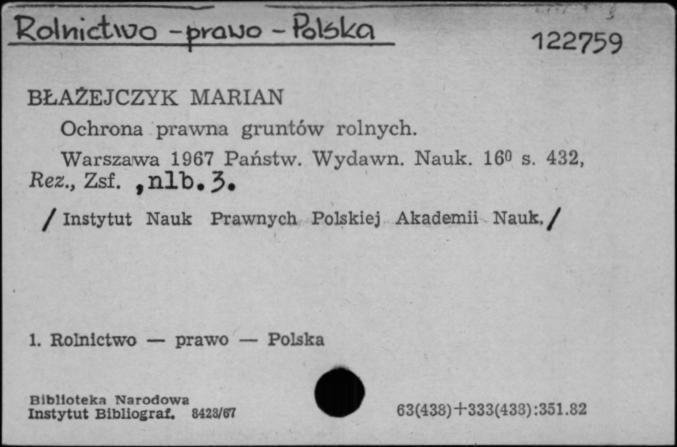 Rolnictwo - prawo - Polska
122759
BŁAŻEJCZYK MARIAN
Ochrona prawna gruntów rolnych.
Warszawa 1967 Państw. Wydawn. Nauk. 16⁰ s. 432,
Rez., Zsf. ,nlb.3.
/ Instytut Nauk Prawnych Polskiej Akademii Nauk. /
1. Rolnictwo — prawo — Polska
Biblioteka Narodowa
Instytut Bibliograf. 8428/67
63(438)+333(438):351.82